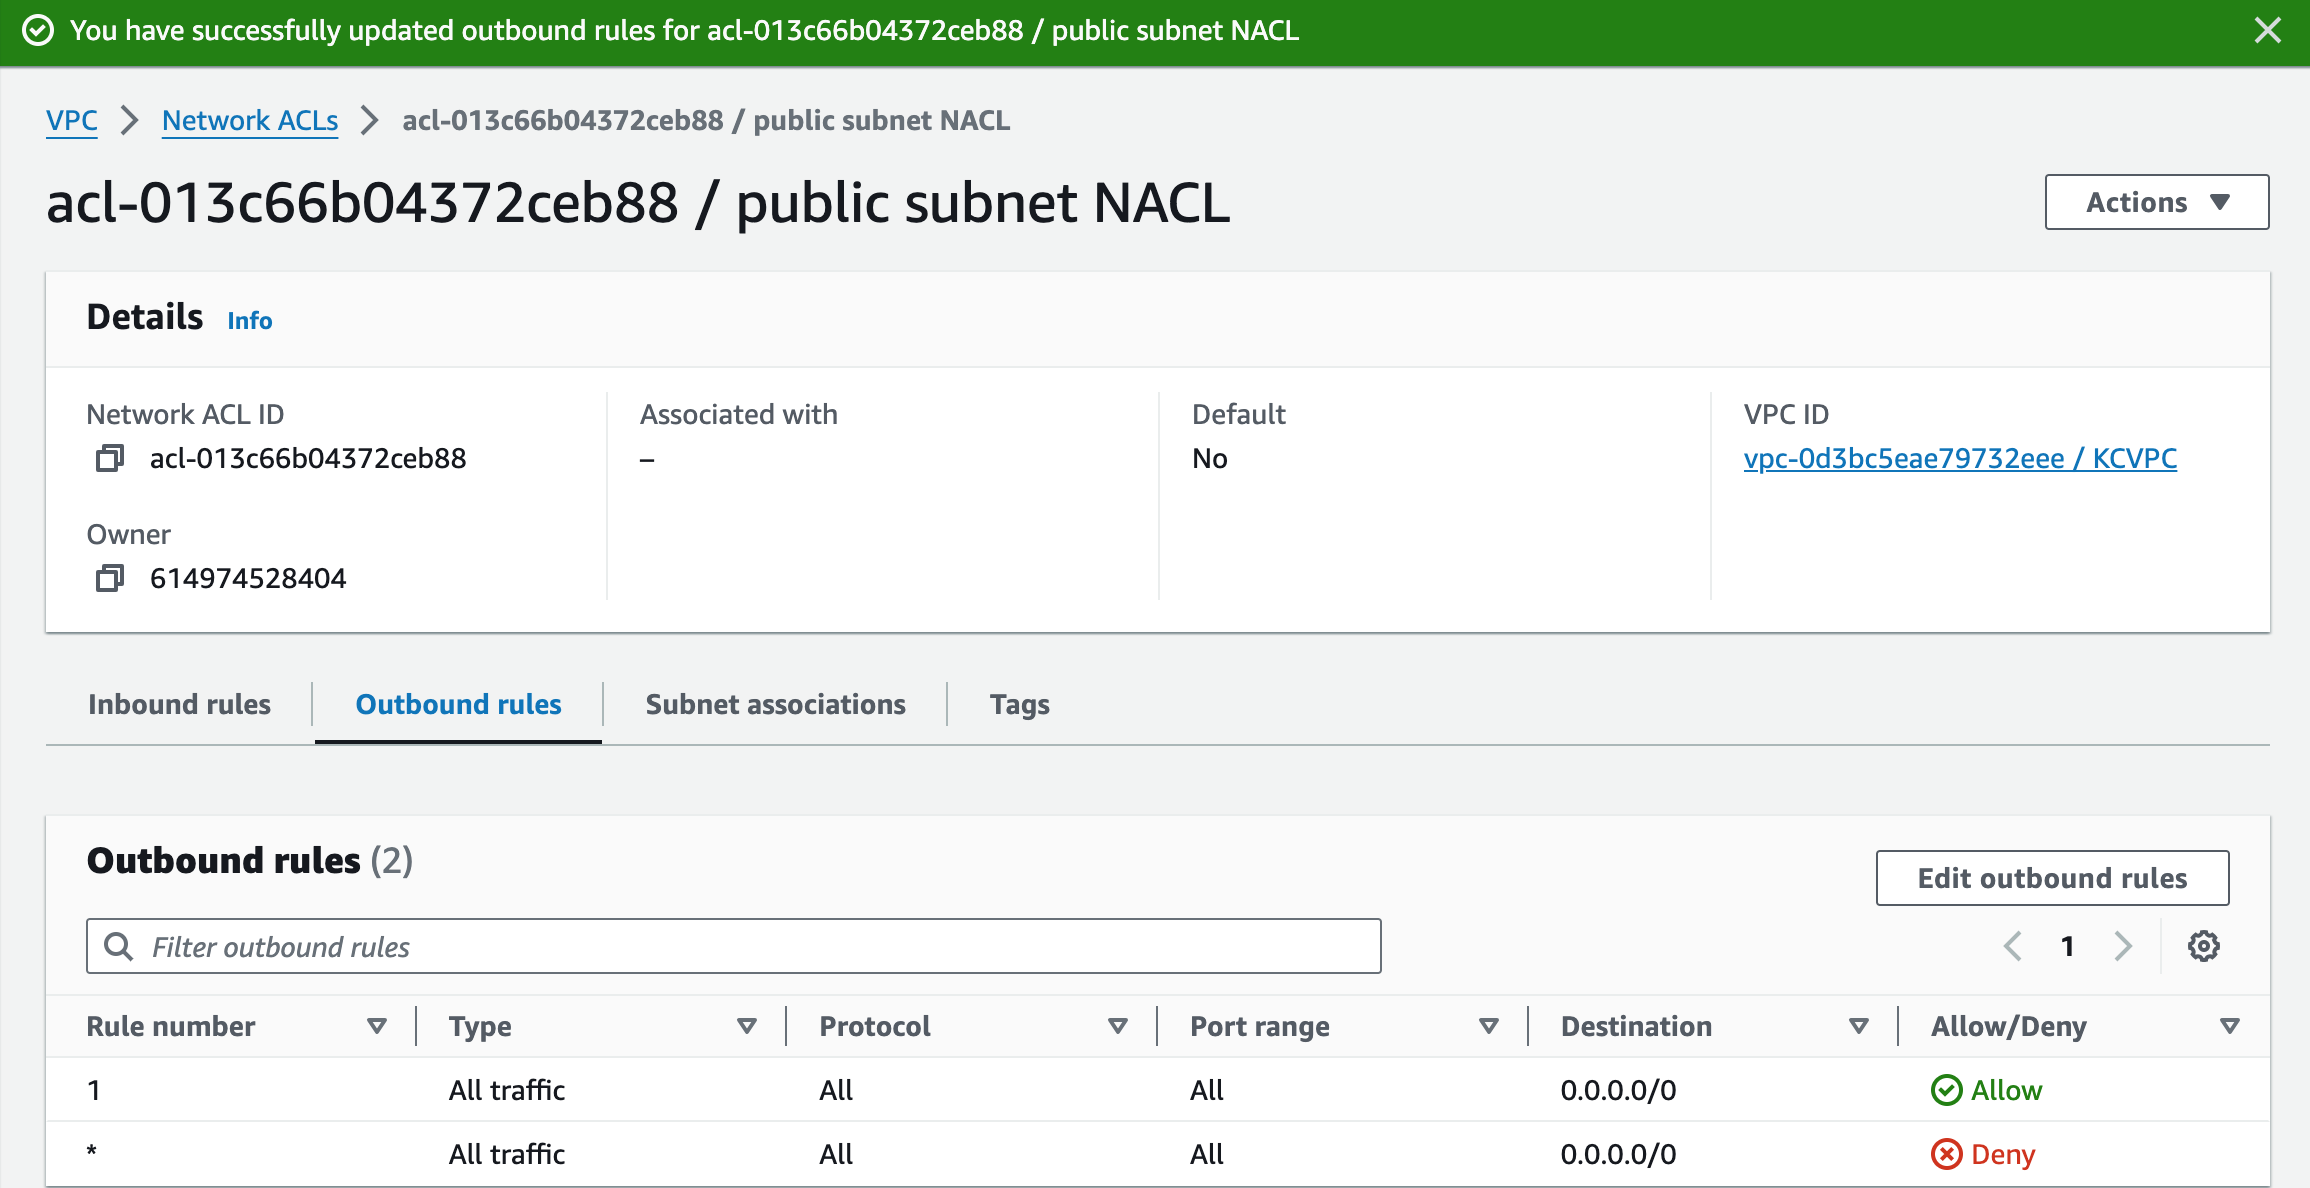 You have successfully updated outbound rules for acl-013c66b04372ceb88 / public subnet NACL
VPC Network ACLs acl-013c66b04372ceb88 / public subnet NACL
acl-013c66b04372ceb88 / public subnet NACL
Actions
Details Info
Network ACL ID
acl-013c66b04372ceb88
Associated with
–
Default
No
VPC ID
vpc-0d3bc5eae79732eee / KCVPC
Owner
614974528404
Inbound rules Outbound rules Subnet associations Tags
Outbound rules (2)
Edit outbound rules
Filter outbound rules
1
Rule number Type Protocol Port range Destination Allow/Deny
1 All traffic All All 0.0.0.0/0 Allow
* All traffic All All 0.0.0.0/0 Deny